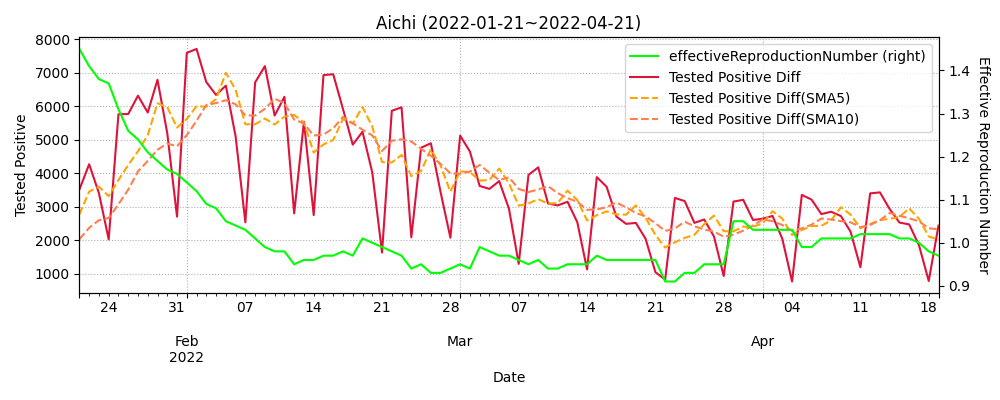 Aichi (2022-01-21~2022-04-21)
effectiveReproductionNumber (right)
Tested Positive Diff
Tested Positive Diff(SMA5)
Tested Positive Diff(SMA10)
Tested Positive
8000
7000
6000
5000
4000
3000
2000
1000
Effective Reproduction Number
1.4
1.3
1.2
1.1
1.0
0.9
24 31 07 14 21 28 07 14 21 28 04 11 18
Feb Mar Apr
2022
Date